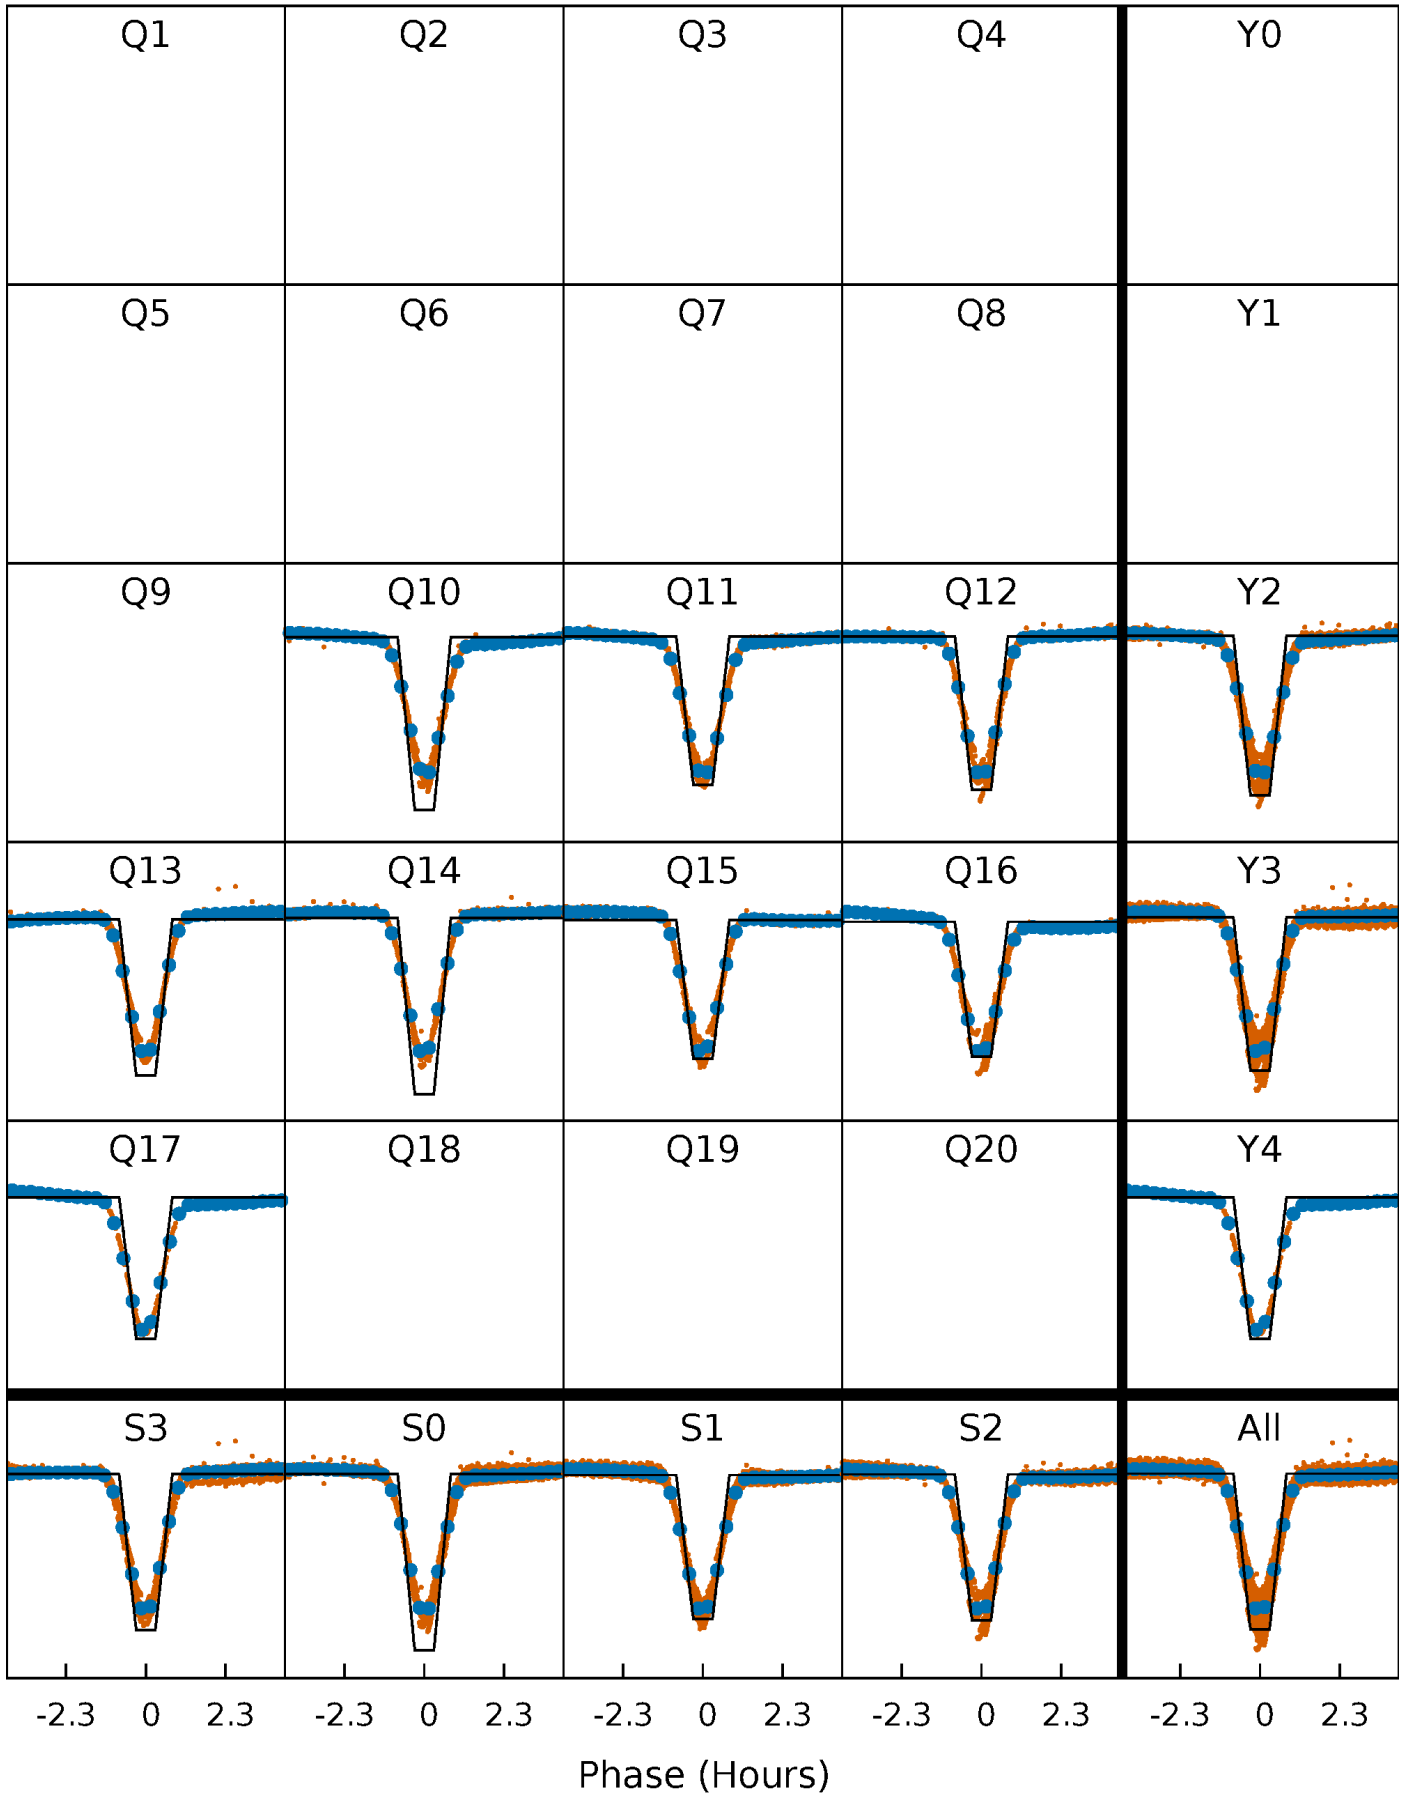 Q1 Q2 Q3 Q4 Y0
Q5 Q6 Q7 Q8 Y1
Q9 Q10 Q11 Q12 Y2
Q13 Q14 Q15 Q16 Y3
Q17 Q18 Q19 Q20 Y4
S3 S0 S1 S2 All
-2.3 0 2.3 -2.3 0 2.3 -2.3 0 2.3 -2.3 0 2.3 -2.3 0 2.3
Phase (Hours)